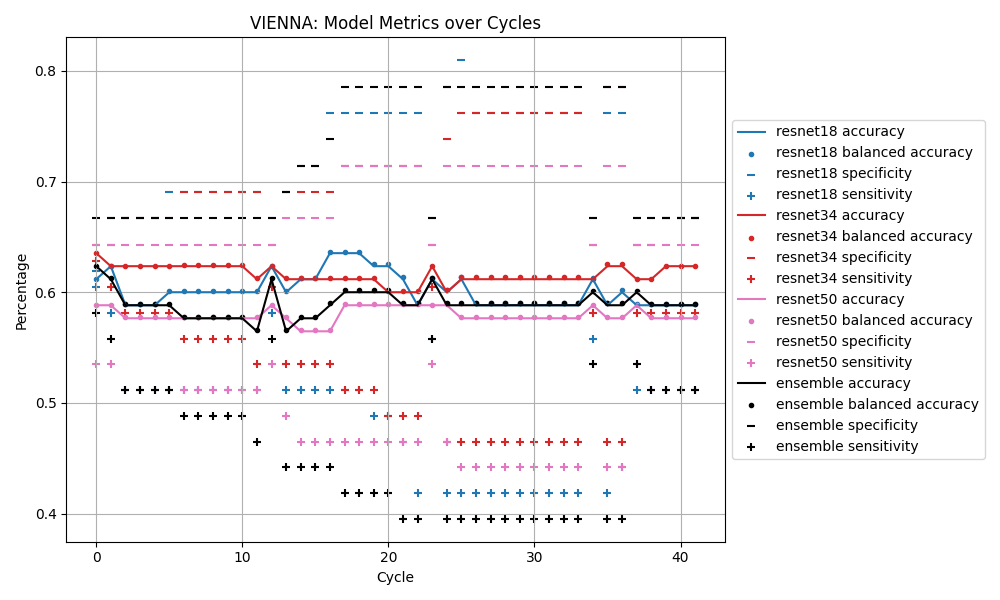 VIENNA: Model Metrics over Cycles
Percentage
0.8
0.7
0.6
0.5
0.4
0
10
20
30
40
Cycle
resnet18 accuracy
resnet18 balanced accuracy
resnet18 specificity
resnet18 sensitivity
resnet34 accuracy
resnet34 balanced accuracy
resnet34 specificity
resnet34 sensitivity
resnet50 accuracy
resnet50 balanced accuracy
resnet50 specificity
resnet50 sensitivity
ensemble accuracy
ensemble balanced accuracy
ensemble specificity
ensemble sensitivity